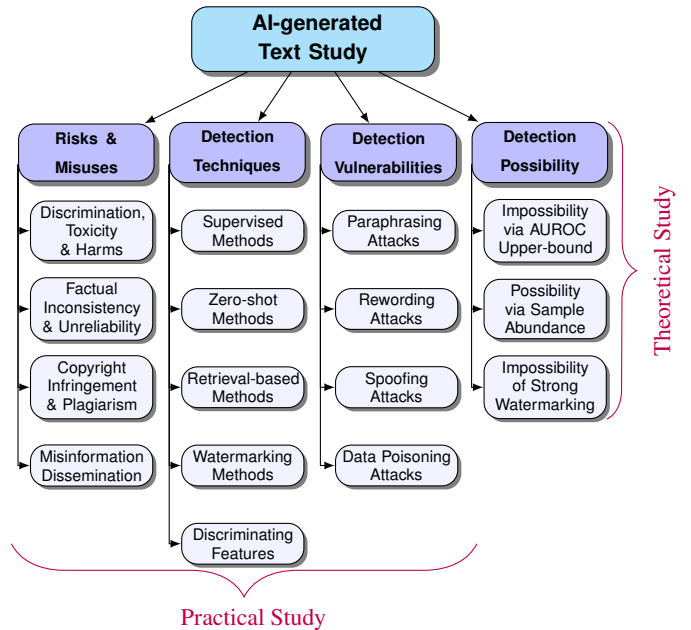 AI-generated
Text Study
Risks &
Misuses
Discrimination,
Toxicity
& Harms
Factual
Inconsistency
& Unreliability
Copyright
Infringement
& Plagiarism
Misinformation
Dissemination
Detection
Techniques
Supervised
Methods
Zero-shot
Methods
Retrieval-based
Methods
Watermarking
Methods
Discriminating
Features
Detection
Vulnerabilities
Paraphrasing
Attacks
Rewording
Attacks
Spoofing
Attacks
Data Poisoning
Attacks
Detection
Possibility
Impossibility
via AUROC
Upper-bound
Possibility
via Sample
Abundance
Impossibility
of Strong
Watermarking
Theoretical Study
Practical Study